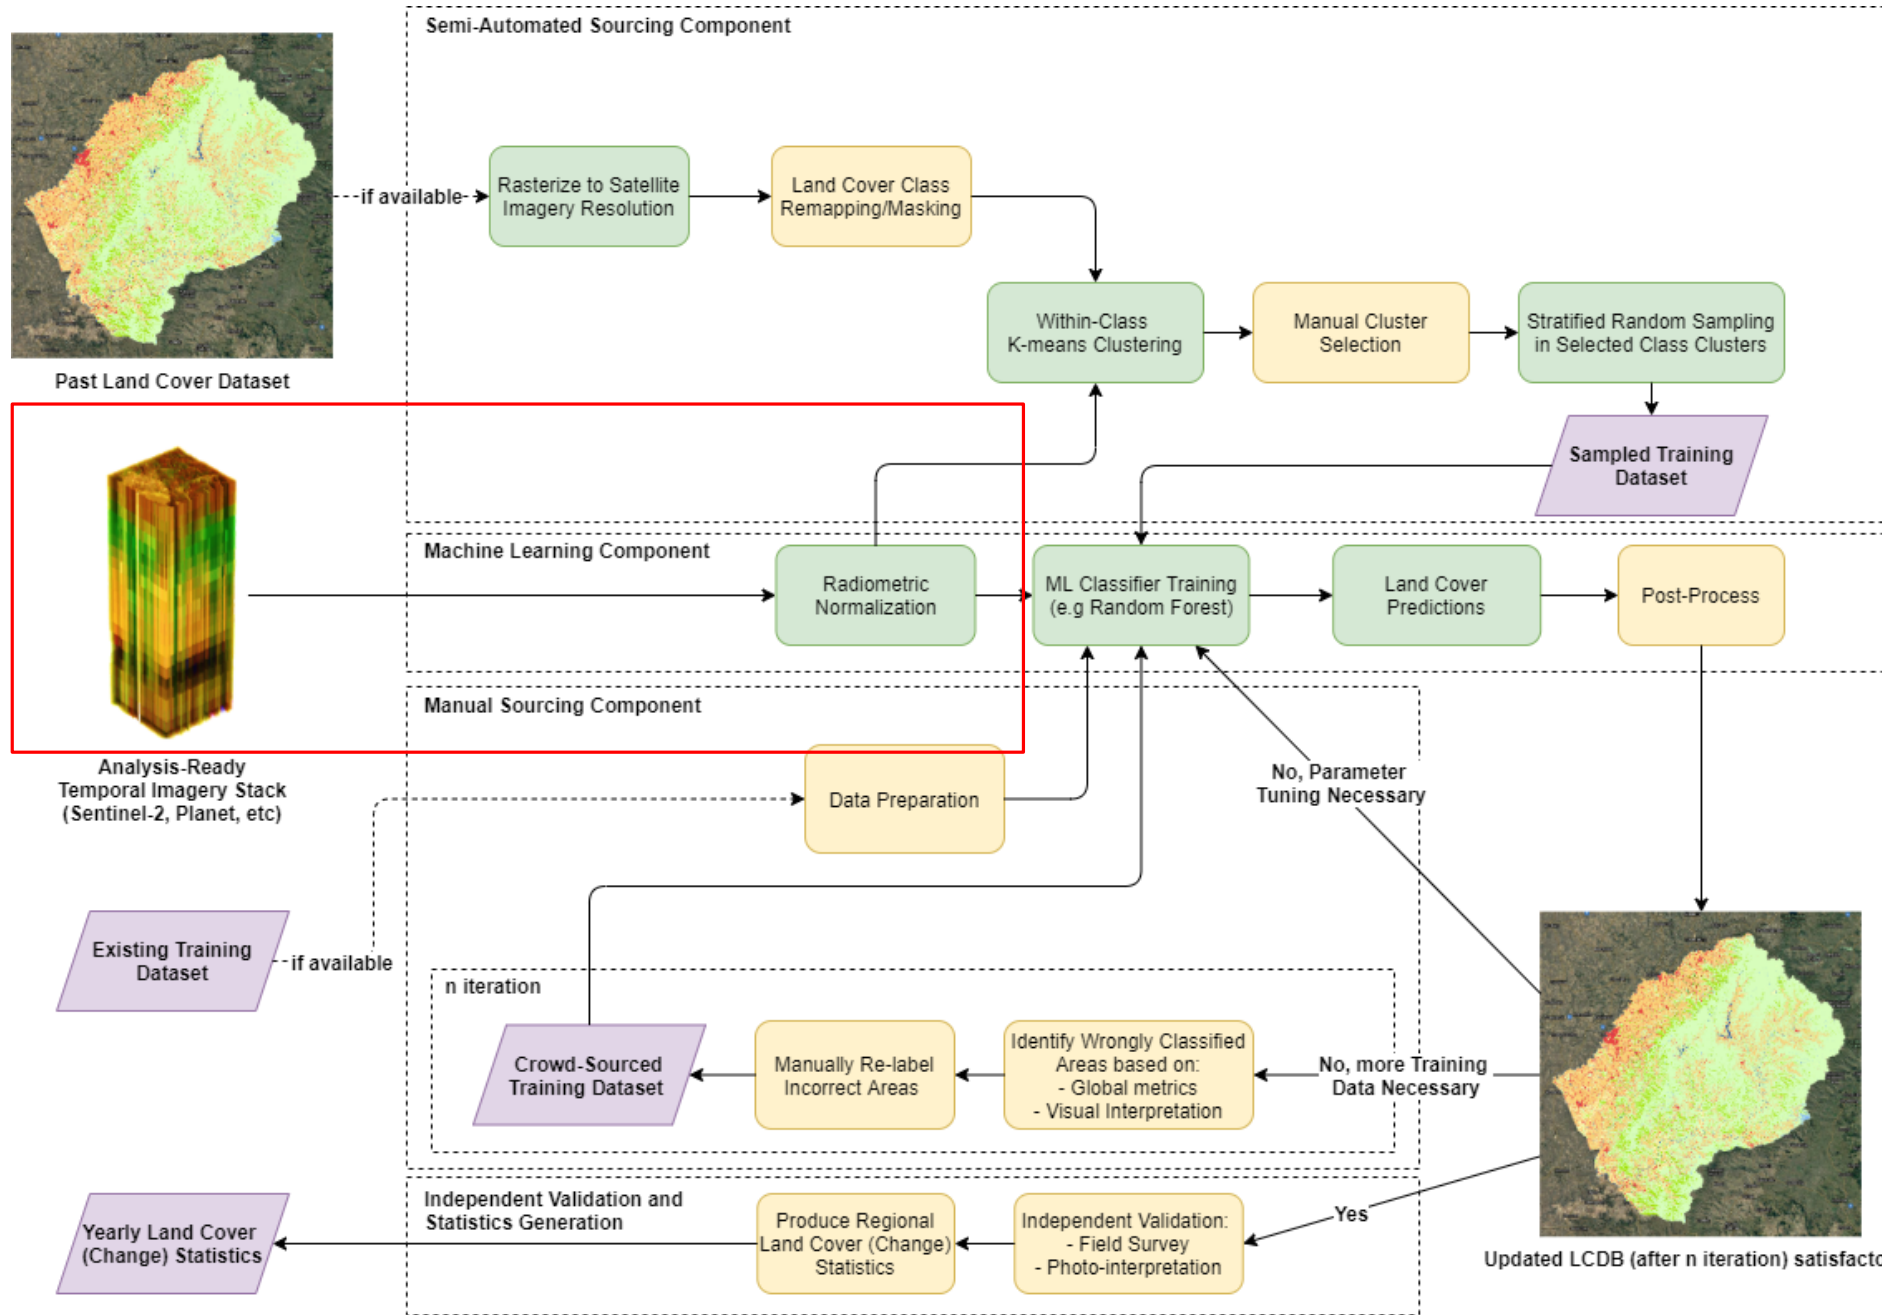 Semi-Automated Sourcing Component
if available
Rasterize to Satellite
Imagery Resolution
Land Cover Class
Remapping/Masking
Within-Class
K-means Clustering
Manual Cluster
Selection
Stratified Random Sampling
in Selected Class Clusters
Past Land Cover Dataset
Sampled Training
Dataset
Machine Learning Component
Radiometric
Normalization
ML Classifier Training
(e.g Random Forest)
Land Cover
Predictions
Post-Process
Manual Sourcing Component
Analysis-Ready
Temporal Imagery Stack
(Sentinel-2, Planet, etc)
Data Preparation
No, Parameter
Tuning Necessary
Existing Training
Dataset
if available
n iteration
Crowd-Sourced
Training Dataset
Manually Re-label
Incorrect Areas
Identify Wrongly Classified
Areas based on:
- Global metrics
- Visual Interpretation
No, more Training
Data Necessary
Independent Validation and
Statistics Generation
Yearly Land Cover
(Change) Statistics
Produce Regional
Land Cover (Change)
Statistics
Independent Validation:
- Field Survey
- Photo-interpretation
Yes
Updated LCDB (after n iteration) satisfacto